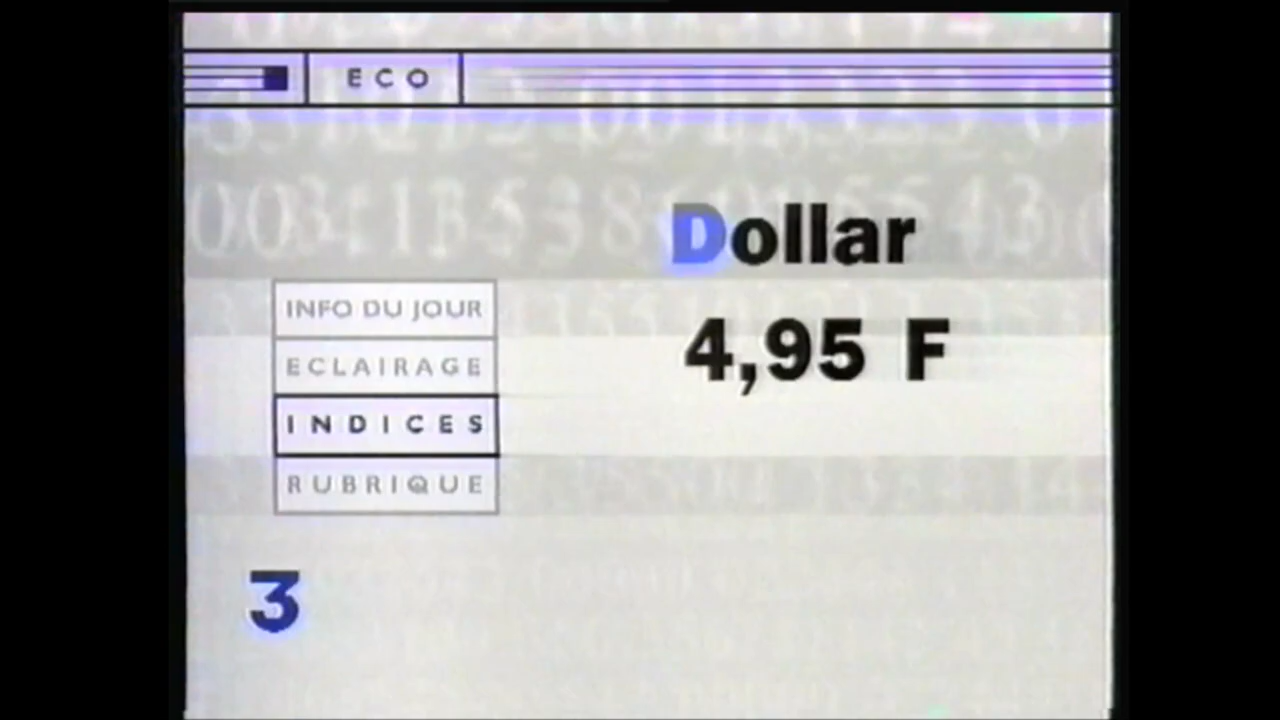 ECO
Dollar
4,95 F
INFO DU JOUR
ECLAIRAGE
INDICES
RUBRIQUE
3